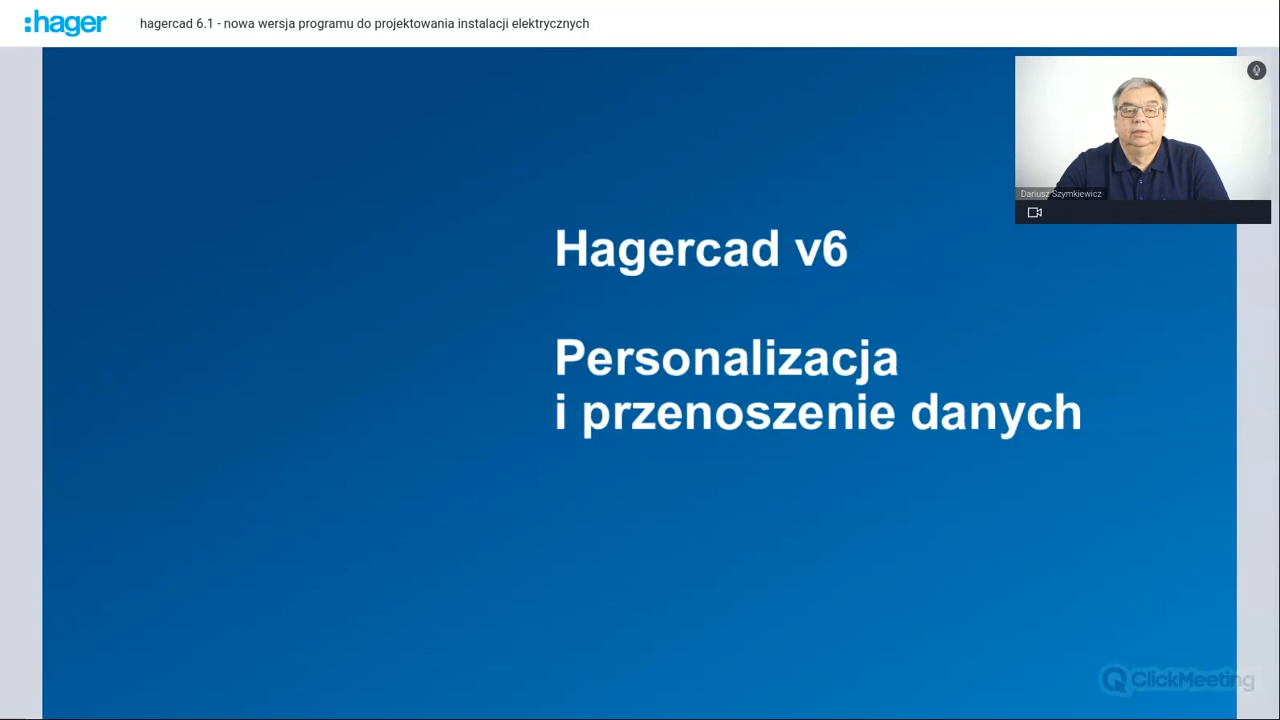 :hager
hagercad 6.1 - nowa wersja programu do projektowania instalacji elektrycznych
Dariusz Szymkiewicz
Hagercad v6
Personalizacja
i przenoszenie danych
ClickMeeting